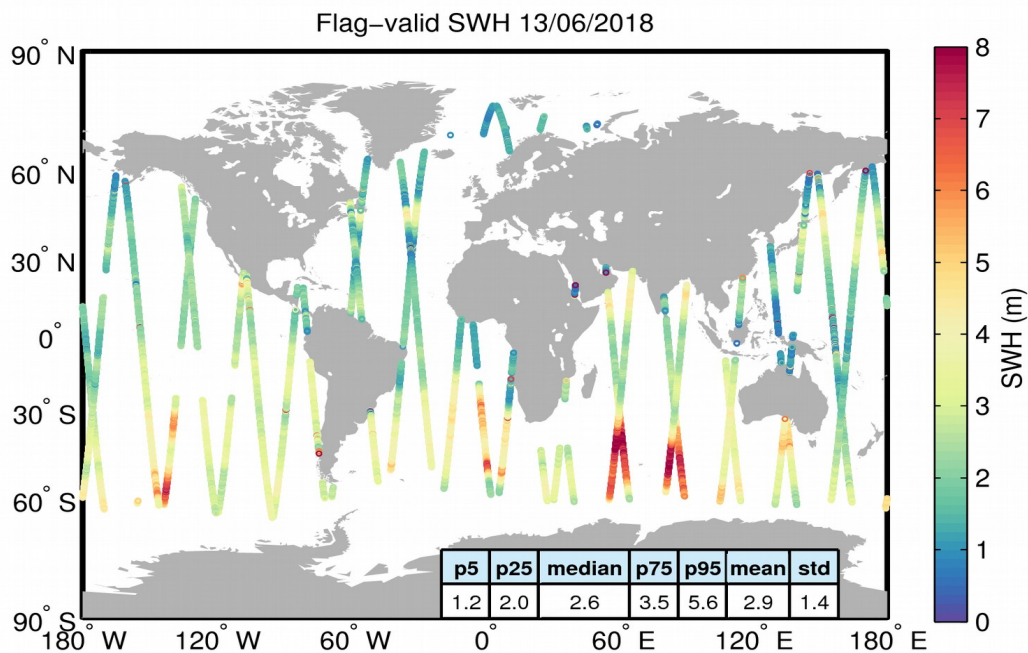 Flag−valid SWH 13/06/2018
90° N
60° N
30° N
0°
30° S
60° S
90° S
180° W
120° W
60° W
0°
60° E
120° E
180° E
p5 p25 median p75 p95 mean std
1.2 2.0 2.6 3.5 5.6 2.9 1.4
8
7
6
5
4
3
2
1
0
SWH (m)